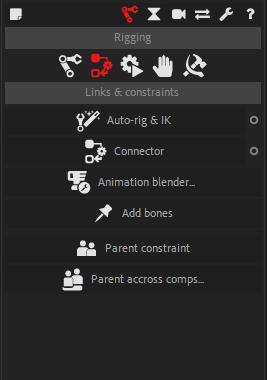 ?
Rigging
Links & constraints
Auto-rig & IK
Connector
Animation blender...
Add bones
Parent constraint
Parent accross comps...